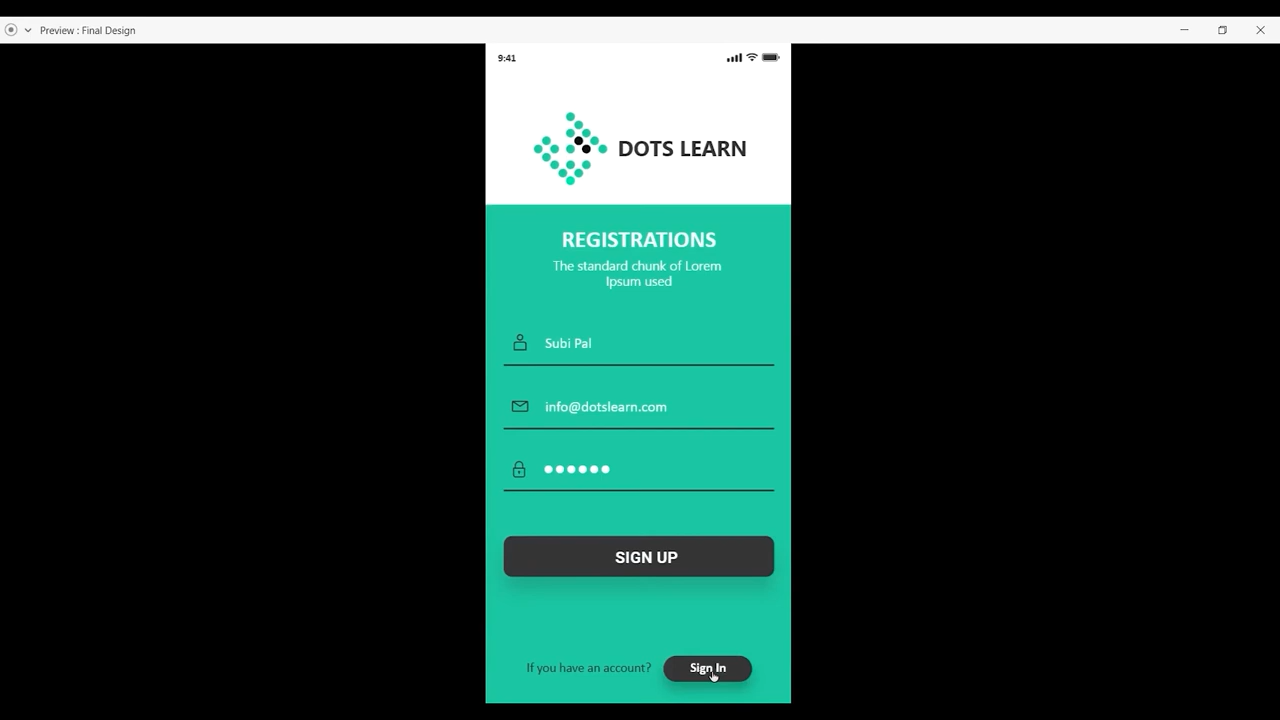 Preview : Final Design
9:41
DOTS LEARN
REGISTRATIONS
The standard chunk of Lorem
Ipsum used
Subi Pal
info@dotslearn.com
SIGN UP
If you have an account? Sign In